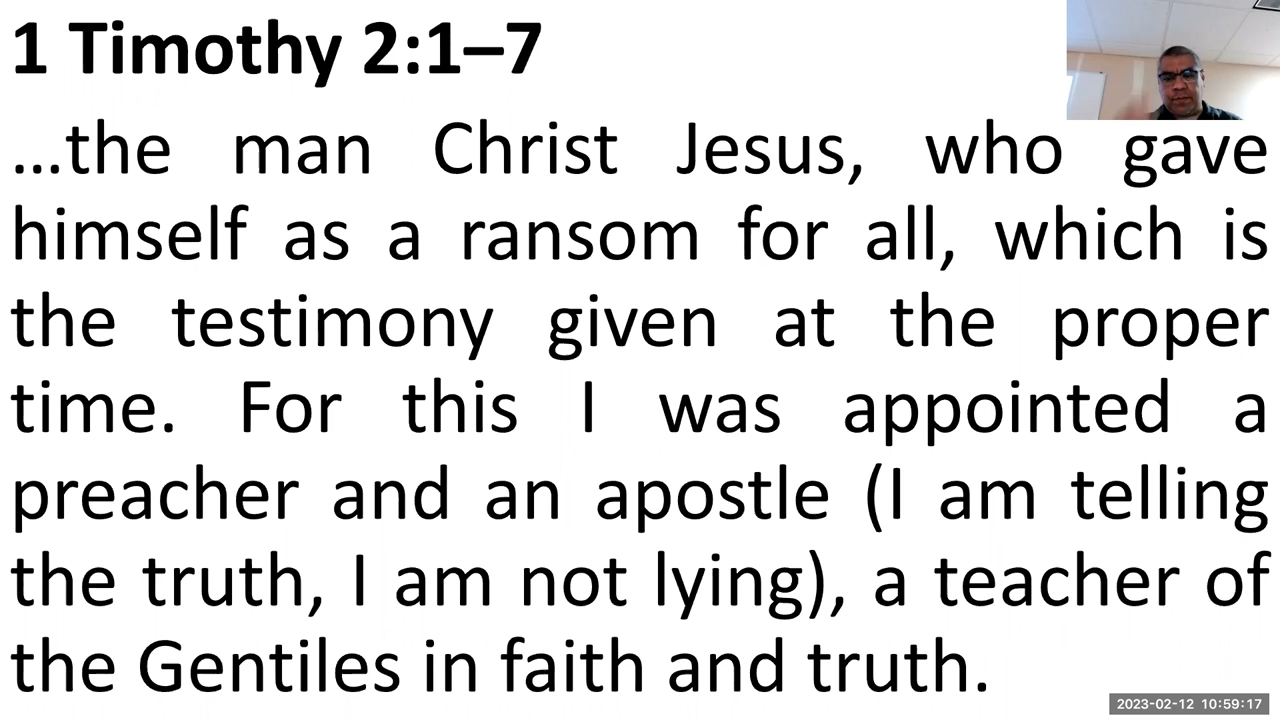 1 Timothy 2:1–7
…the man Christ Jesus, who gave
himself as a ransom for all, which is
the testimony given at the proper
time. For this I was appointed a
preacher and an apostle (I am telling
the truth, I am not lying), a teacher of
the Gentiles in faith and truth.
2023-02-12 10:59:17